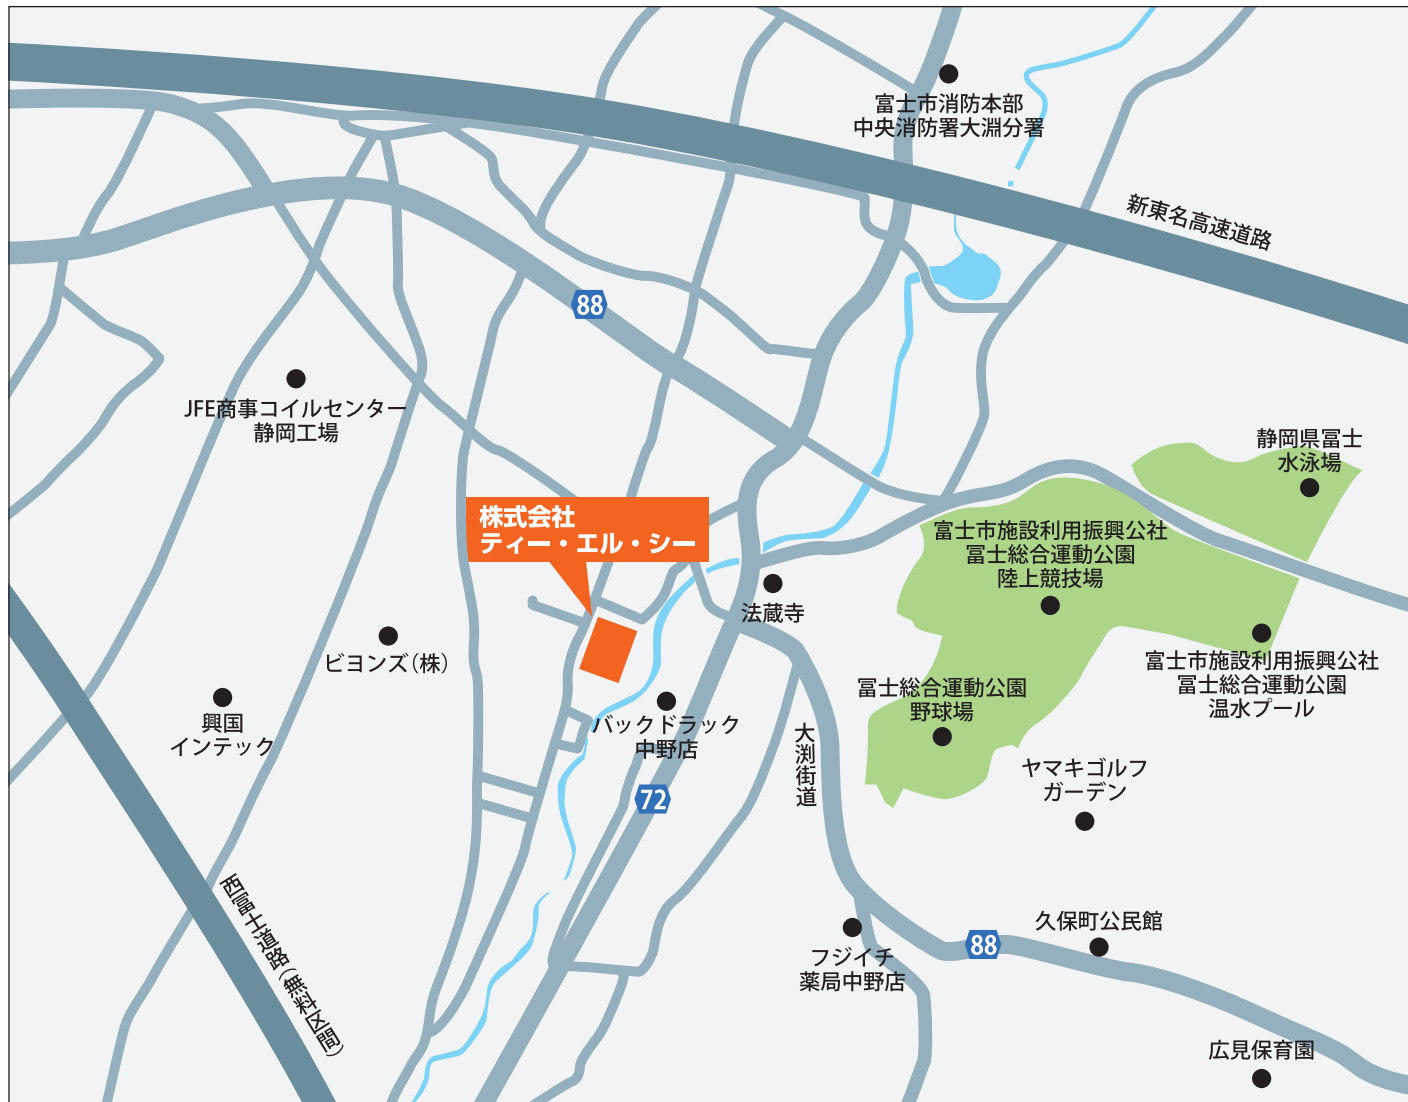 富士市消防本部
中央消防署大淵分署
新東名高速道路
88
JFE商事コイルセンター
静岡工場
静岡県富士
水泳場
株式会社
ティー・エル・シー
富士市施設利用振興公社
富士総合運動公園
陸上競技場
法蔵寺
ビヨンズ(株)
富士市施設利用振興公社
富士総合運動公園
温水プール
富士総合運動公園
野球場
興国
インテック
バックドラック
中野店
大渕街道
ヤマキゴルフ
ガーデン
72
西富士道路(無料区間)
久保町公民館
88
フジイチ
薬局中野店
広見保育園